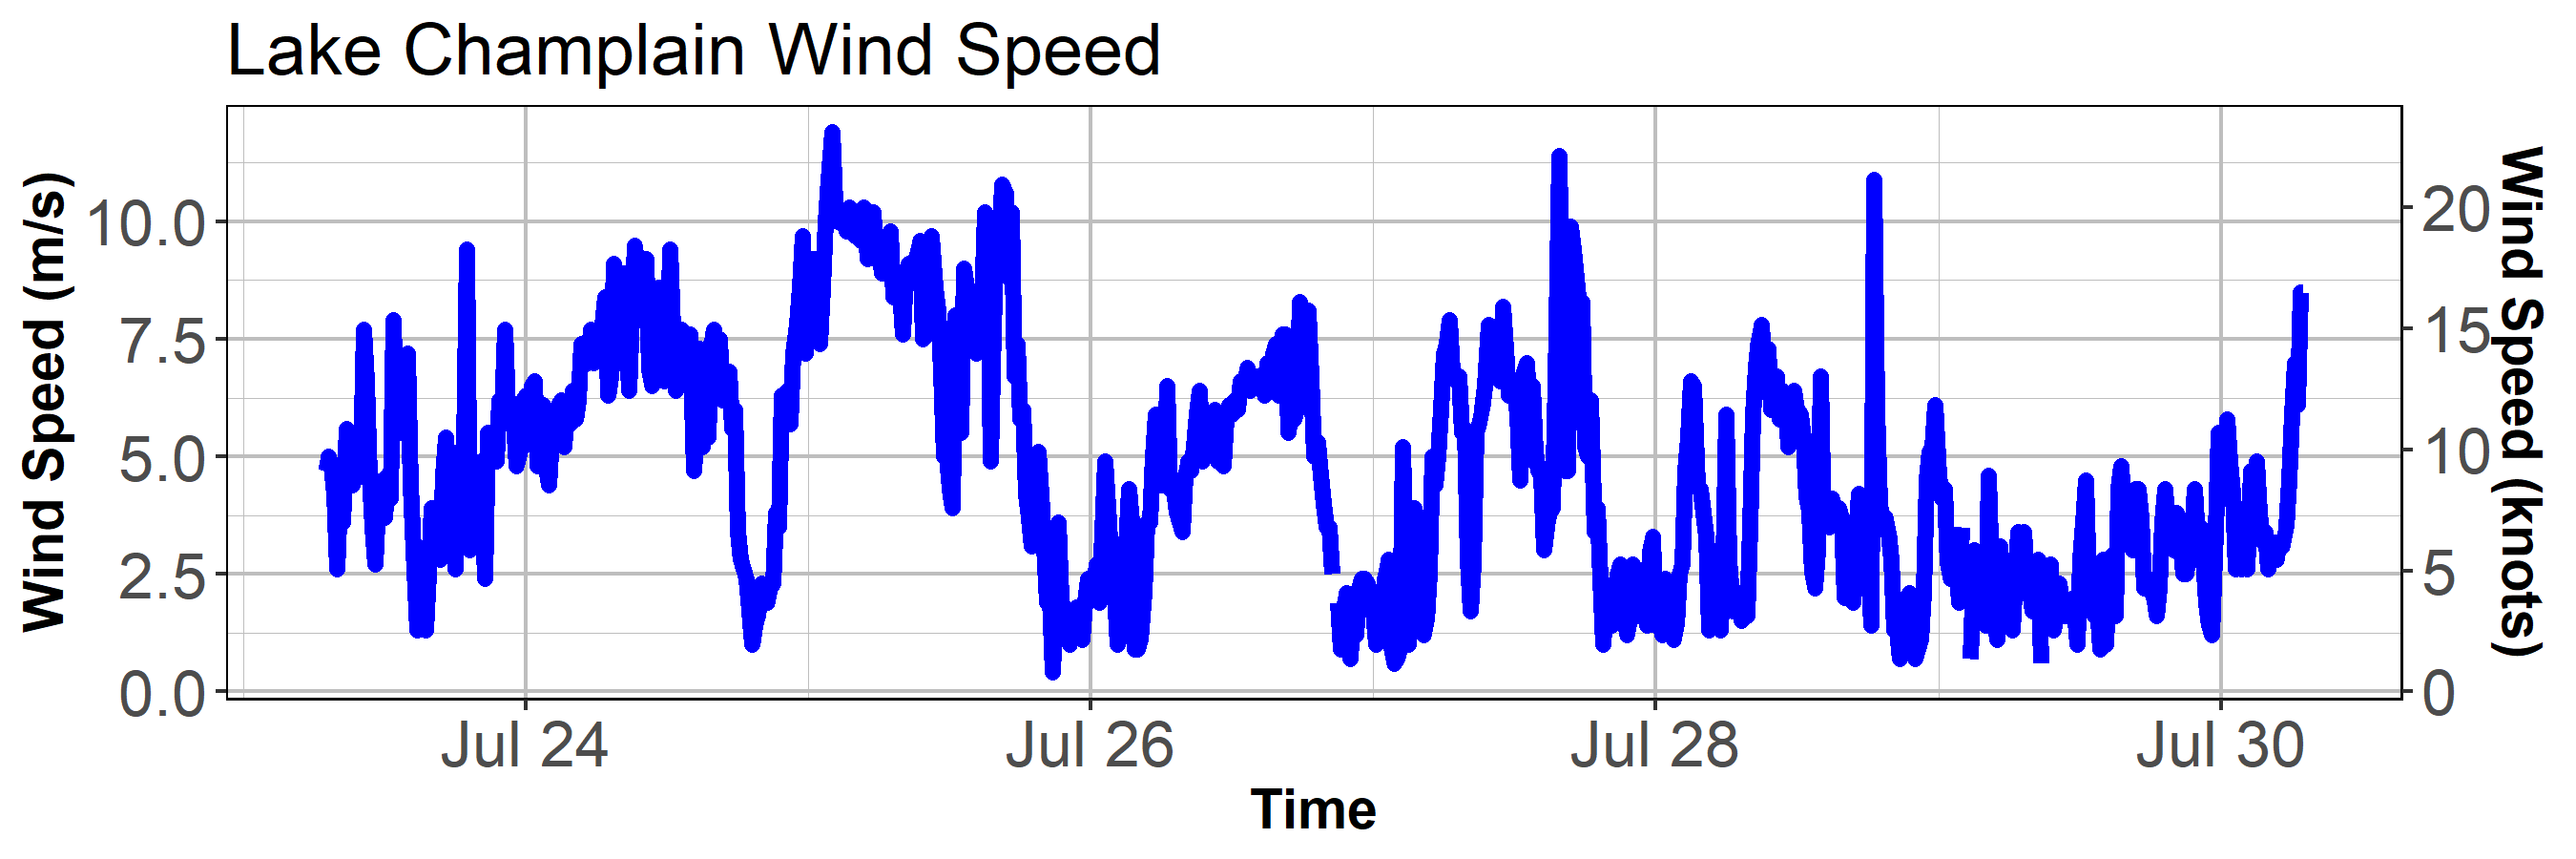 Lake Champlain Wind Speed
Wind Speed (m/s)
10.0
7.5
5.0
2.5
0.0
20
15
10
5
0
Wind Speed (knots)
Jul 24
Jul 26
Jul 28
Jul 30
Time